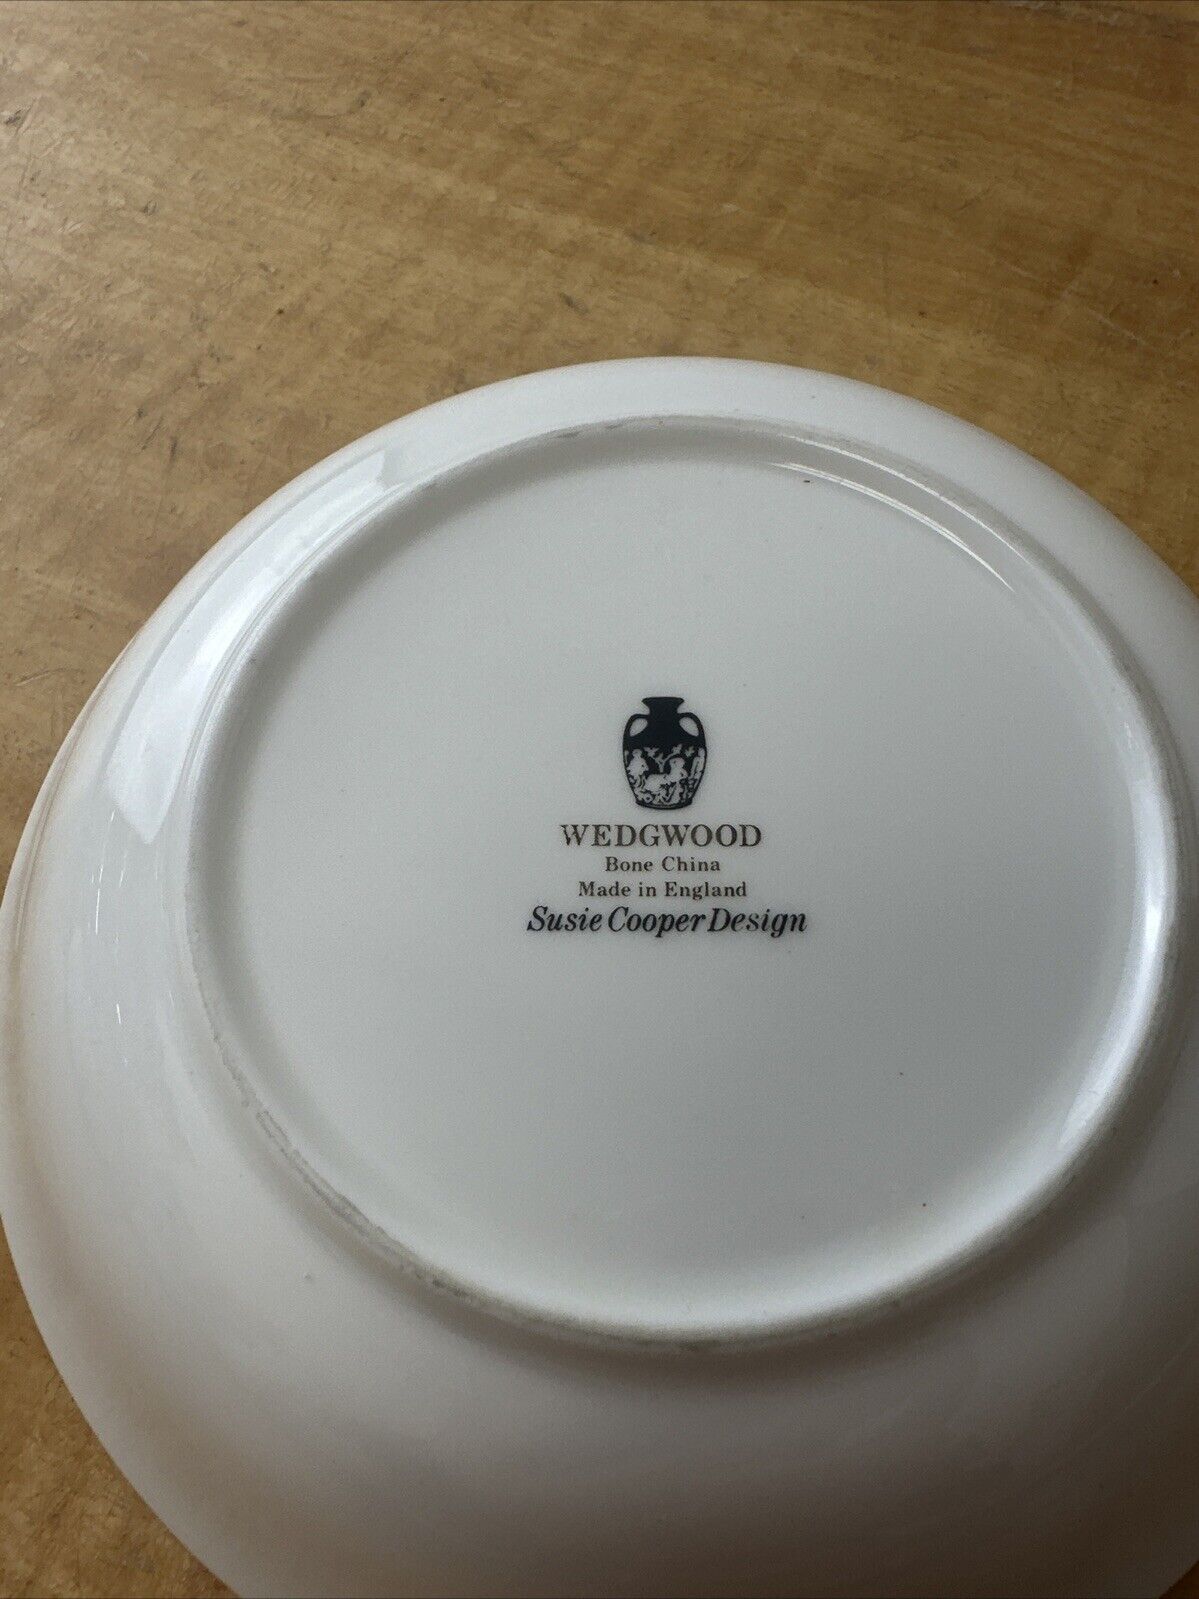 WEDGWOOD
Bone China
Made in England
Susie Cooper Design